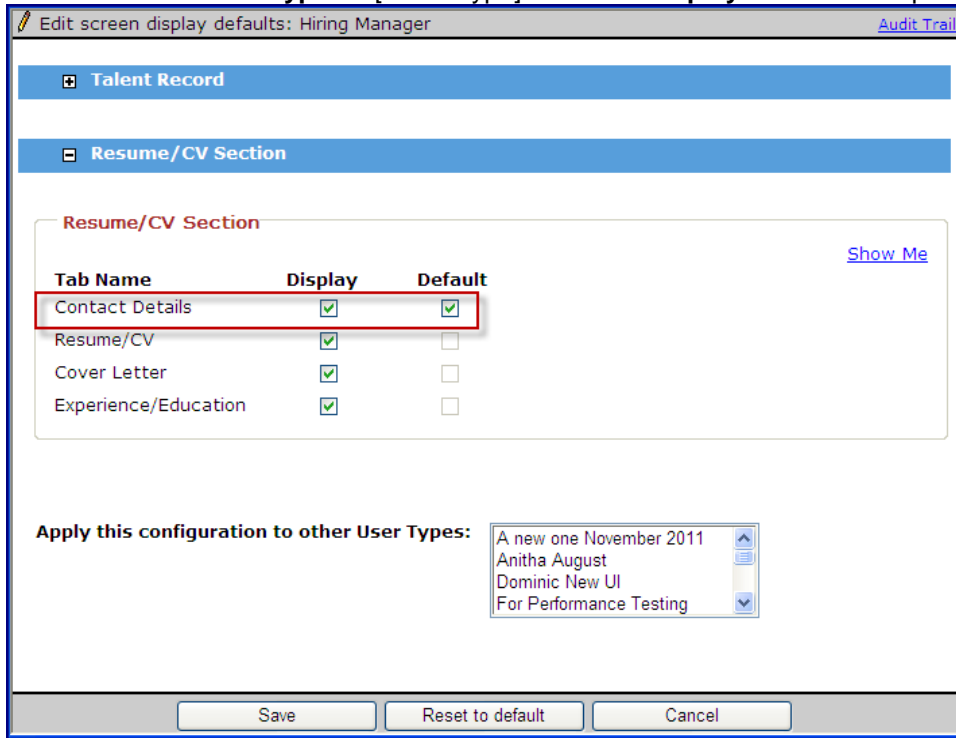 Edit screen display defaults: Hiring Manager Audit Trail
Talent Record
Resume/CV Section
Resume/CV Section
Show Me
Tab Name Display Default
Contact Details
Resume/CV
Cover Letter
Experience/Education
Apply this configuration to other User Types:
A new one November 2011
Anitha August
Dominic New UI
For Performance Testing
Save Reset to default Cancel